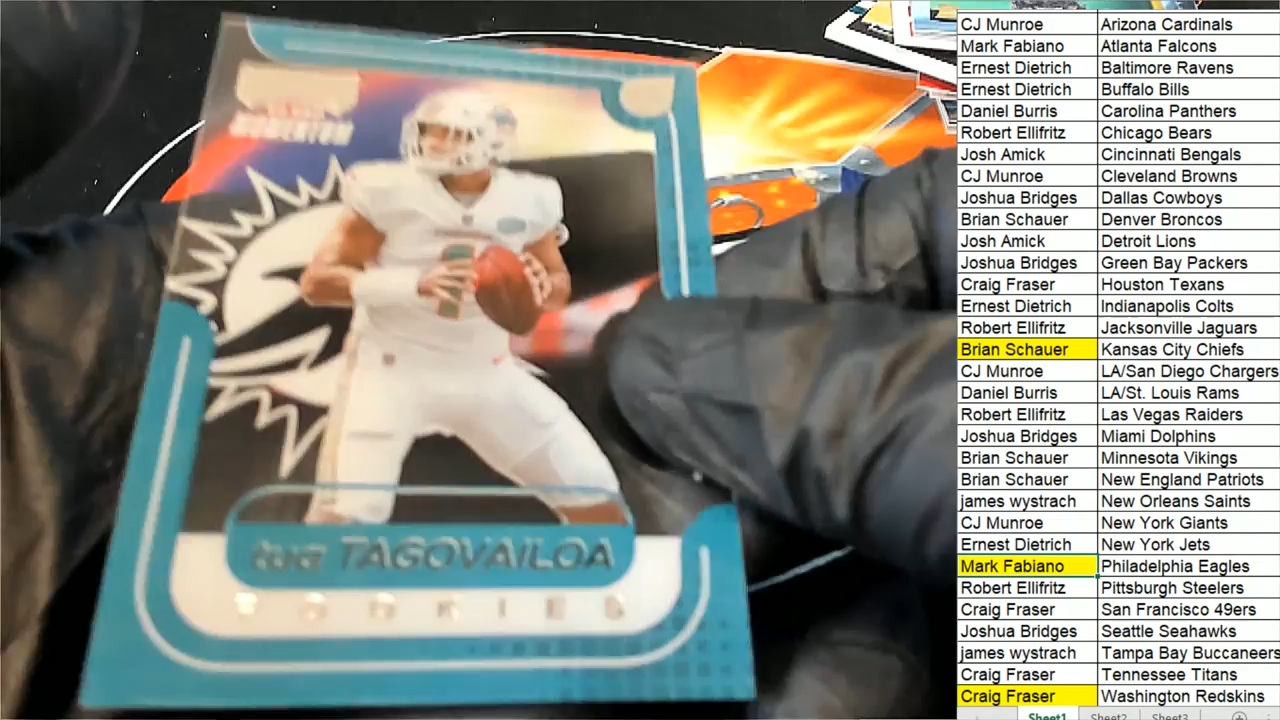 TAGOVAILOA
ROOKIES
CJ Munroe Arizona Cardinals
Mark Fabiano Atlanta Falcons
Ernest Dietrich Baltimore Ravens
Ernest Dietrich Buffalo Bills
Daniel Burris Carolina Panthers
Robert Ellifritz Chicago Bears
Josh Amick Cincinnati Bengals
CJ Munroe Cleveland Browns
Joshua Bridges Dallas Cowboys
Brian Schauer Denver Broncos
Josh Amick Detroit Lions
Joshua Bridges Green Bay Packers
Craig Fraser Houston Texans
Ernest Dietrich Indianapolis Colts
Robert Ellifritz Jacksonville Jaguars
Brian Schauer Kansas City Chiefs
CJ Munroe LA/San Diego Chargers
Daniel Burris LA/St. Louis Rams
Robert Ellifritz Las Vegas Raiders
Joshua Bridges Miami Dolphins
Brian Schauer Minnesota Vikings
Brian Schauer New England Patriots
james wystrach New Orleans Saints
CJ Munroe New York Giants
Ernest Dietrich New York Jets
Mark Fabiano Philadelphia Eagles
Robert Ellifritz Pittsburgh Steelers
Craig Fraser San Francisco 49ers
Joshua Bridges Seattle Seahawks
james wystrach Tampa Bay Buccaneers
Craig Fraser Tennessee Titans
Craig Fraser Washington Redskins
Sheet1 Sheet2 Sheet3